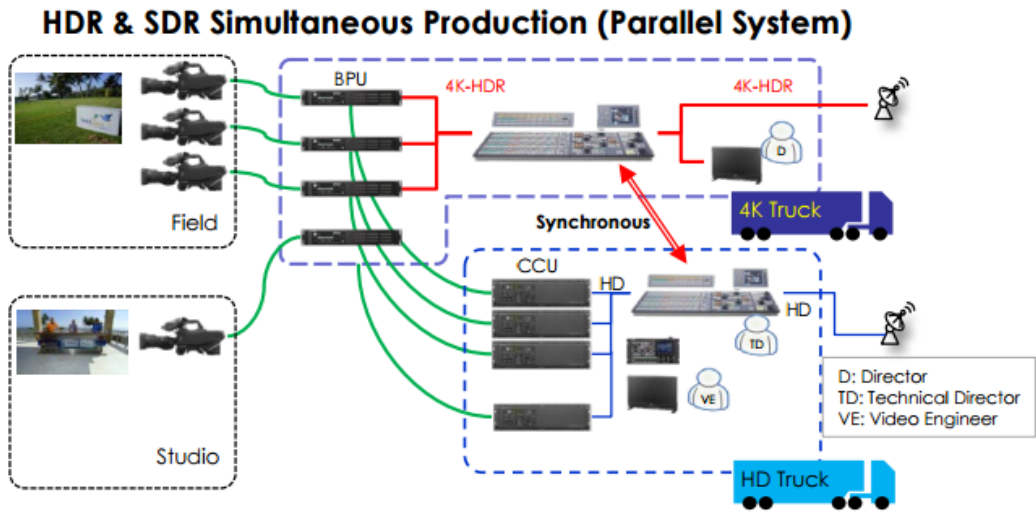 HDR & SDR Simultaneous Production (Parallel System)
BPU
4K-HDR
4K-HDR
D
Field
4K Truck
Synchronous
CCU
HD
HD
TD
VE
D: Director
TD: Technical Director
VE: Video Engineer
Studio
HD Truck